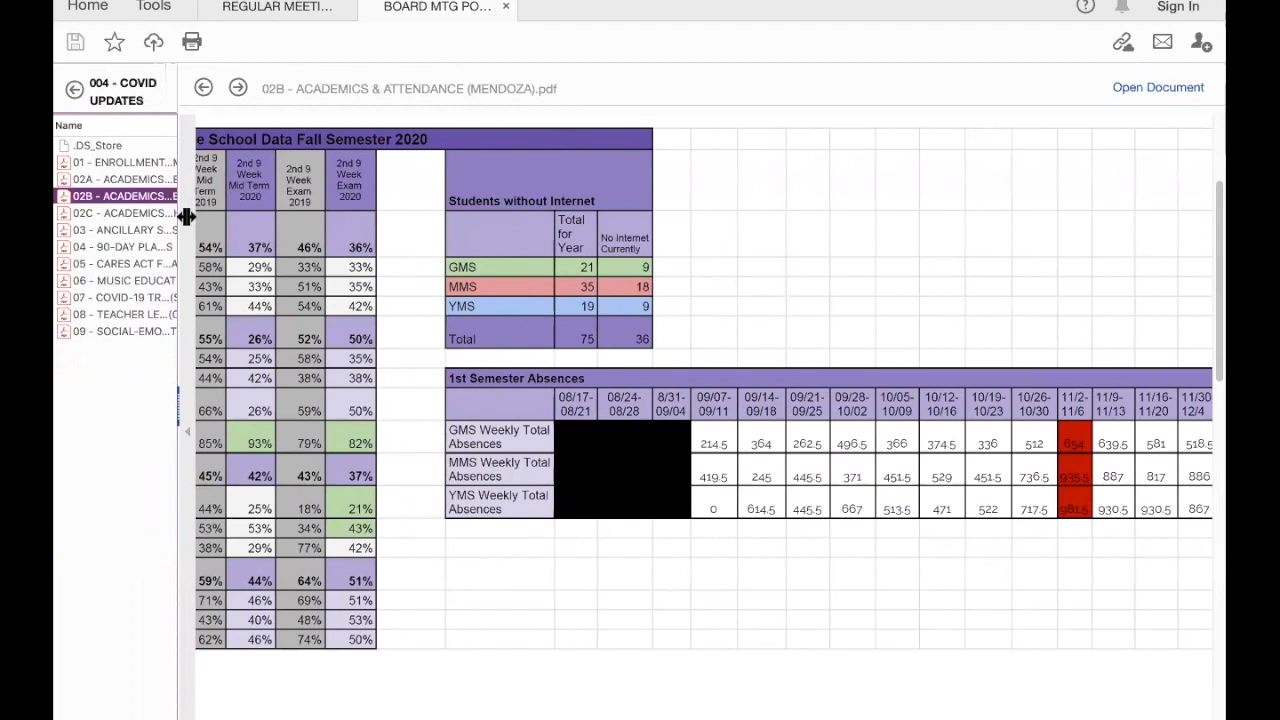 Home Tools REGULAR MEETI... BOARD MTG PO... × Sign In
004 - COVID UPDATES
02B - ACADEMICS & ATTENDANCE (MENDOZA).pdf Open Document
Name
.DS_Store
01 - ENROLLMENT...M
02A - ACADEMICS...E
02B - ACADEMICS...E
02C - ACADEMICS...H
03 - ANCILLARY S...S
04 - 90-DAY PLA...S
05 - CARES ACT F...A
06 - MUSIC EDUCAT
07 - COVID-19 TR...(S
08 - TEACHER LE...(C
09 - SOCIAL-EMO...T
e School Data Fall Semester 2020
2nd 9 Week Mid Term 2019 2nd 9 Week Mid Term 2020 2nd 9 Week Exam 2019 2nd 9 Week Exam 2020
54% 37% 46% 36%
58% 29% 33% 33%
43% 33% 51% 35%
61% 44% 54% 42%
55% 26% 52% 50%
54% 25% 58% 35%
44% 42% 38% 38%
66% 26% 59% 50%
85% 93% 79% 82%
45% 42% 43% 37%
44% 25% 18% 21%
53% 53% 34% 43%
38% 29% 77% 42%
59% 44% 64% 51%
71% 46% 69% 51%
43% 40% 48% 53%
62% 46% 74% 50%
Students without Internet
Total for Year No Internet Currently
GMS 21 9
MMS 35 18
YMS 19 9
Total 75 36
1st Semester Absences
08/17-08/21 08/24-08/28 8/31-09/04 09/07-09/11 09/14-09/18 09/21-09/25 09/28-10/02 10/05-10/09 10/12-10/16 10/19-10/23 10/26-10/30 11/2-11/6 11/9-11/13 11/16-11/20 11/30 12/4
GMS Weekly Total Absences 214.5 364 262.5 496.5 366 374.5 336 512 654 639.5 581 518.5
MMS Weekly Total Absences 419.5 245 445.5 371 451.5 529 451.5 736.5 935.5 887 817 886
YMS Weekly Total Absences 0 614.5 445.5 667 513.5 471 522 717.5 981.5 930.5 930.5 867